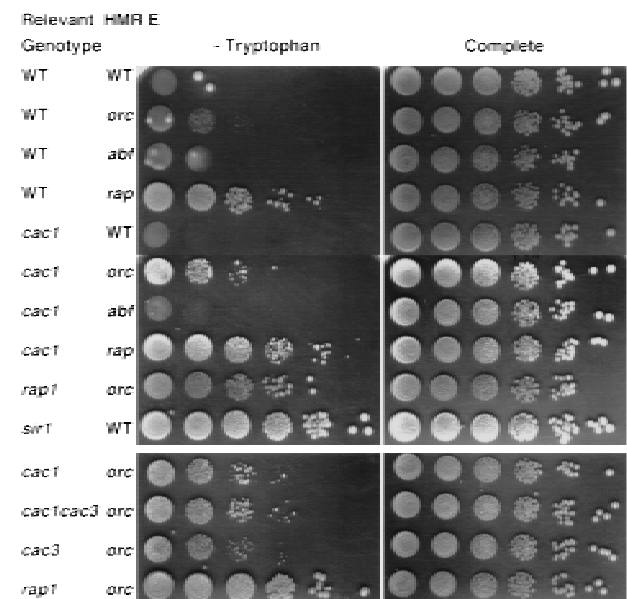 Relevant HMR E
Genotype - Tryptophan Complete
WT WT
WT orc
WT abf
WT rap
cac1 WT
cac1 orc
cac1 abf
cac1 rap
rap1 orc
sir1 WT
cac1 orc
cac1cac3 orc
cac3 orc
rap1 orc